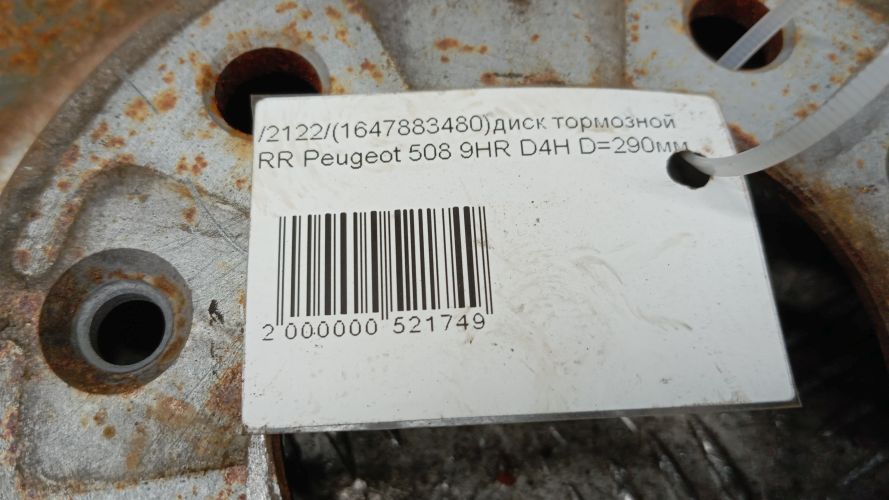 /2122/(1647883480)диск тормозной
RR Peugeot 508 9HR D4H D=290мм
2 000000 521749